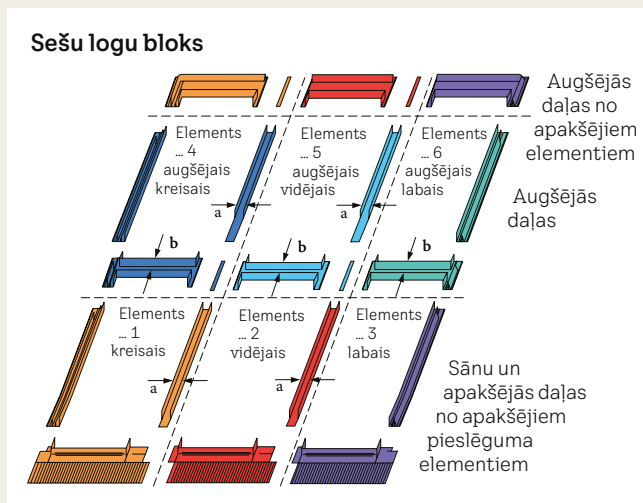 Sešu logu bloks
Augšējās
daļas no
apakšējiem
elementiem
Elements
... 4
augšējais
kreisais
Elements
... 5
augšējais
vidējais
Elements
... 6
augšējais
labais
Augšējās
daļas
a
a
b
b
b
Elements
... 1
kreisais
Elements
... 2
vidējais
Elements
... 3
labais
a
a
Sānu un
apakšējās daļas
no apakšējiem
pieslēguma
elementiem